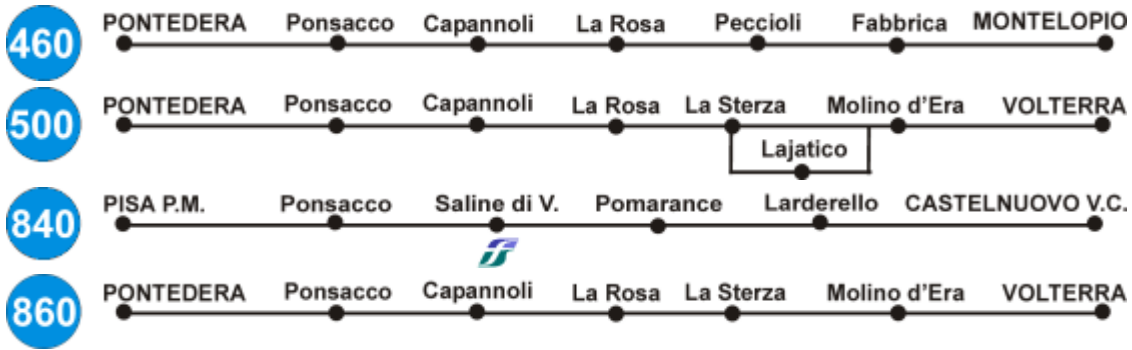 460 PONTEDERA Ponsacco Capannoli La Rosa Peccioli Fabbrica MONTELOPIO
500 PONTEDERA Ponsacco Capannoli La Rosa La Sterza Molino d'Era VOLTERRA
Lajatico
840 PISA P.M. Ponsacco Saline di V. Pomarance Larderello CASTELNUOVO V.C.
860 PONTEDERA Ponsacco Capannoli La Rosa La Sterza Molino d'Era VOLTERRA